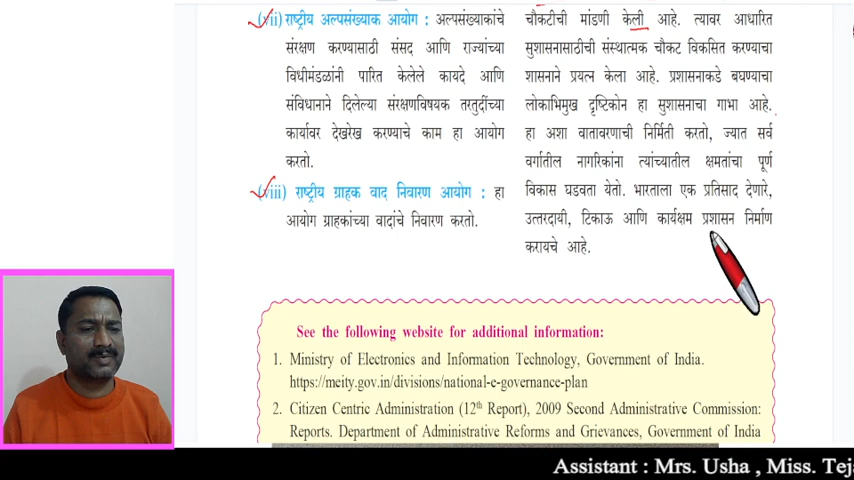 (vii) राष्ट्रीय अल्पसंख्याक आयोग : अल्पसंख्याकांचे
संरक्षण करण्यासाठी संसद आणि राज्यांच्या
विधीमंडळांनी पारित केलेले कायदे आणि
संविधानाने दिलेल्या संरक्षणविषयक तरतुदींच्या
कार्यावर देखरेख करण्याचे काम हा आयोग
करतो.
(viii) राष्ट्रीय ग्राहक वाद निवारण आयोग : हा
आयोग ग्राहकांच्या वादांचे निवारण करतो.
चौकटीची मांडणी केली आहे. त्यावर आधारित
सुशासनासाठीची संस्थात्मक चौकट विकसित करण्याचा
शासनाने प्रयत्न केला आहे. प्रशासनाकडे बघण्याचा
लोकाभिमुख दृष्टिकोन हा सुशासनाचा गाभा आहे.
हा अशा वातावरणाची निर्मिती करतो, ज्यात सर्व
वर्गातील नागरिकांना त्यांच्यातील क्षमतांचा पूर्ण
विकास घडवता येतो. भारताला एक प्रतिसाद देणारे,
उत्तरदायी, टिकाऊ आणि कार्यक्षम प्रशासन निर्माण
करायचे आहे.
See the following website for additional information:
1. Ministry of Electronics and Information Technology, Government of India.
https://meity.gov.in/divisions/national-e-governance-plan
2. Citizen Centric Administration (12th Report), 2009 Second Administrative Commission:
Reports. Department of Administrative Reforms and Grievances, Government of India
Assistant : Mrs. Usha , Miss. Tej